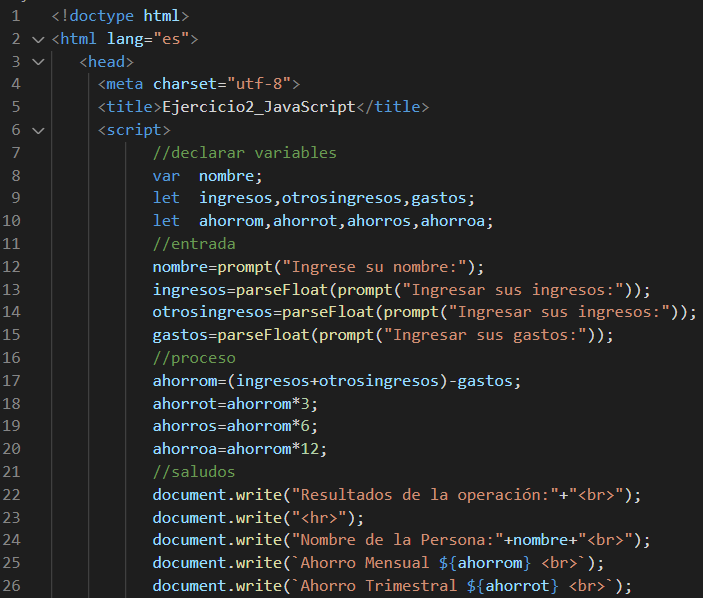 1 <!doctype html>
2 <html lang="es">
3 <head>
4 <meta charset="utf-8">
5 <title>Ejercicio2_JavaScript</title>
6 <script>
7 //declarar variables
8 var  nombre;
9 let  ingresos,otrosingresos,gastos;
10 let  ahorrom,ahorrot,ahorros,ahorroa;
11 //entrada
12 nombre=prompt("Ingrese su nombre:");
13 ingresos=parseFloat(prompt("Ingresar sus ingresos:"));
14 otrosingresos=parseFloat(prompt("Ingresar sus ingresos:"));
15 gastos=parseFloat(prompt("Ingresar sus gastos:"));
16 //proceso
17 ahorrom=(ingresos+otrosingresos)-gastos;
18 ahorrot=ahorrom*3;
19 ahorros=ahorrom*6;
20 ahorroa=ahorrom*12;
21 //saludos
22 document.write("Resultados de la operación:"+"<br>");
23 document.write("<hr>");
24 document.write("Nombre de la Persona:"+nombre+"<br>");
25 document.write(`Ahorro Mensual ${ahorrom} <br>`);
26 document.write(`Ahorro Trimestral ${ahorrot} <br>`);